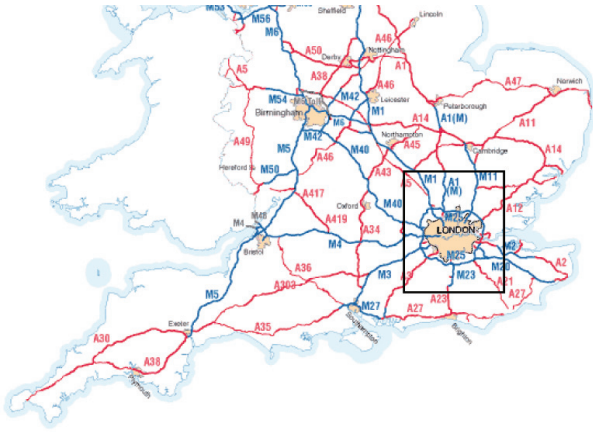 M53
M56
Sheffield
Lincoln
M6
A46
A50
Derby
Nottingham
A1
A5
A38
A46
A47
Norwich
M54
M42
M6 Toll
Leicester
M1
Peterborough
Birmingham
A1(M)
M6
A14
A11
M42
Northampton
A45
A49
Cambridge
A14
M5
A46
M40
Hereford
M50
A43
A5
M1
A1
(M)
M11
A417
Oxford
M40
A12
M48
M4
A419
A34
M25
LONDON
Bristol
M4
M25
M2
M3
M20
A2
A36
A3
M23
A21
A303
M5
M27
A23
A27
A27
Exeter
A35
Southampton
Brighton
A30
A38
Plymouth